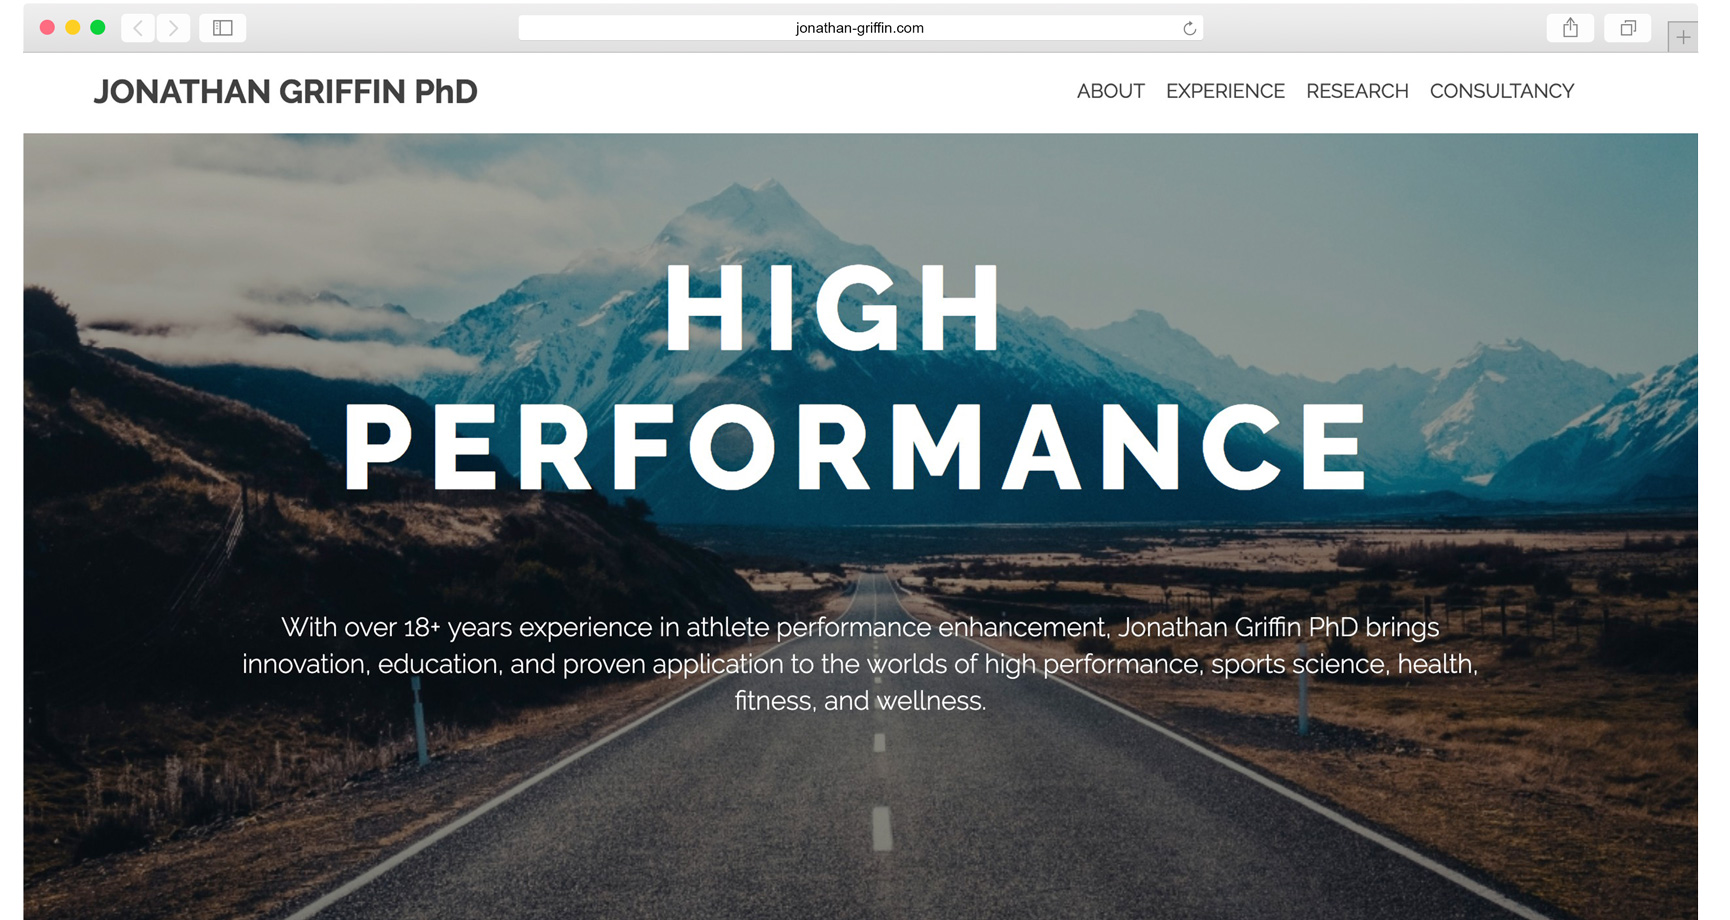 jonathan-griffin.com
JONATHAN GRIFFIN PhD
ABOUT EXPERIENCE RESEARCH CONSULTANCY
HIGH
PERFORMANCE
With over 18+ years experience in athlete performance enhancement, Jonathan Griffin PhD brings
innovation, education, and proven application to the worlds of high performance, sports science, health,
fitness, and wellness.